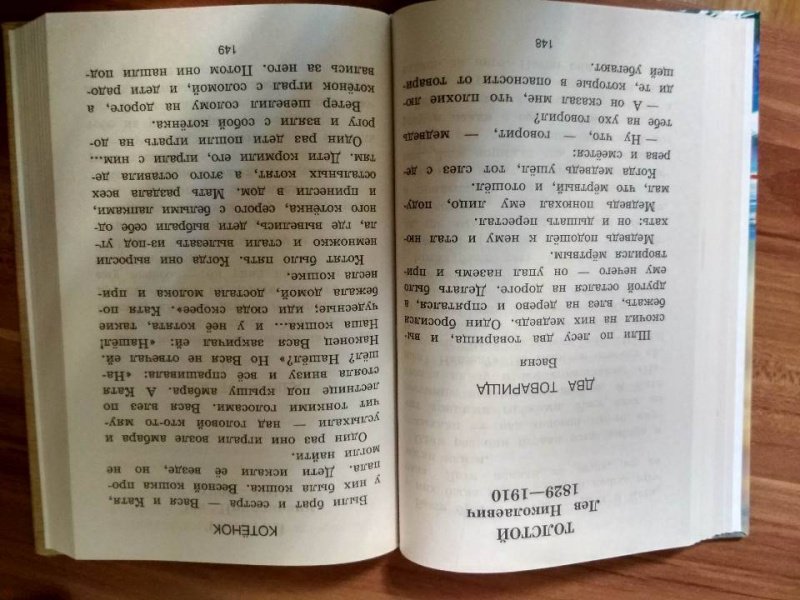 ТОЛСТОЙ
Лев Николаевич
1829—1910
ДВА ТОВАРИЩА
Басня
Шли по лесу два товарища, и вы-
скочил на них медведь. Один бросился
бежать, влез на дерево и спрятался, а
другой остался на дороге. Делать было
ему нечего — он упал наземь и при-
творился мёртвым.
Медведь подошёл к нему и стал ню-
хать: он и дышать перестал.
Медведь понюхал ему лицо, поду-
мал, что мёртвый, и отошёл.
Когда медведь ушёл, тот слез с де-
рева и смеётся:
— Ну что, — говорит, — медведь
тебе на ухо говорил?
— А он сказал мне, что плохие лю-
ди те, которые в опасности от товари-
щей убегают.
148
КОТЁНОК
Были брат и сестра — Вася и Катя,
у них была кошка. Весной кошка про-
пала. Дети искали её везде, но не
могли найти.
Один раз они играли возле амбара и
услыхали — над головой кто-то мяу-
чит тонкими голосами. Вася влез по
лестнице под крышу амбара. А Катя
стояла внизу и всё спрашивала: «На-
шёл? Нашёл?» Но Вася не отвечал ей.
Наконец Вася закричал ей: «Нашёл!
Наша кошка... и у неё котята, такие
чудесные; иди сюда скорее». Катя по-
бежала домой, достала молока и при-
несла кошке.
Котят было пять. Когда они выросли
немножко и стали вылезать из-под уг-
ла, где вывелись, дети выбрали себе од-
ного котёнка, серого с белыми лапками,
и принесли в дом. Мать раздала всех
остальных котят, а этого оставила де-
тям. Дети кормили его, играли с ним...
Один раз дети пошли играть на до-
рогу и взяли с собой котёнка.
Ветер шевелил солому на дороге, а
котёнок играл с соломой, и дети радо-
вались за него. Потом они нашли под-
149